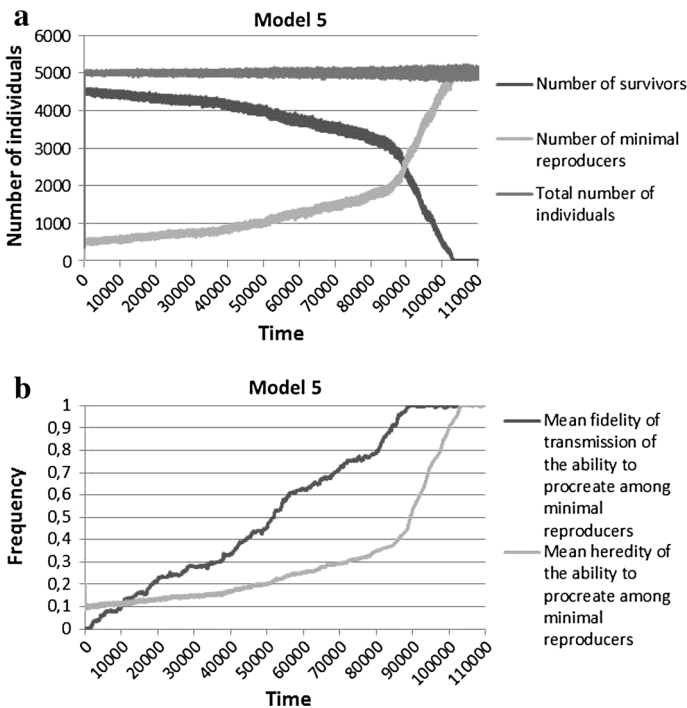 a
Model 5
Number of individuals
6000
5000
4000
3000
2000
1000
0
0
10000
20000
30000
40000
50000
60000
70000
80000
90000
100000
110000
Time
Number of survivors
Number of minimal
reproducers
Total number of
individuals
b
Model 5
Frequency
1
0,9
0,8
0,7
0,6
0,5
0,4
0,3
0,2
0,1
0
0
10000
20000
30000
40000
50000
60000
70000
80000
90000
100000
110000
Time
Mean fidelity of
transmission of
the ability to
procreate among
minimal
reproducers
Mean heredity of
the ability to
procreate among
minimal
reproducers